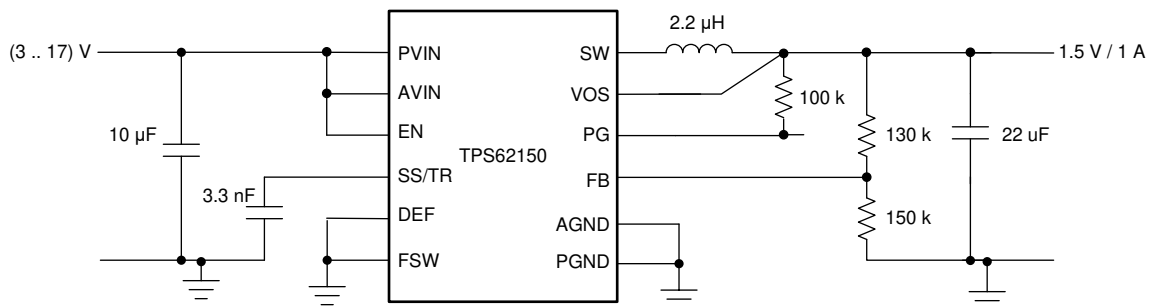 2.2 µH
(3 .. 17) V
PVIN
SW
1.5 V / 1 A
AVIN
VOS
100 k
10 µF
EN
PG
130 k
22 uF
TPS62150
3.3 nF
SS/TR
FB
DEF
AGND
150 k
FSW
PGND